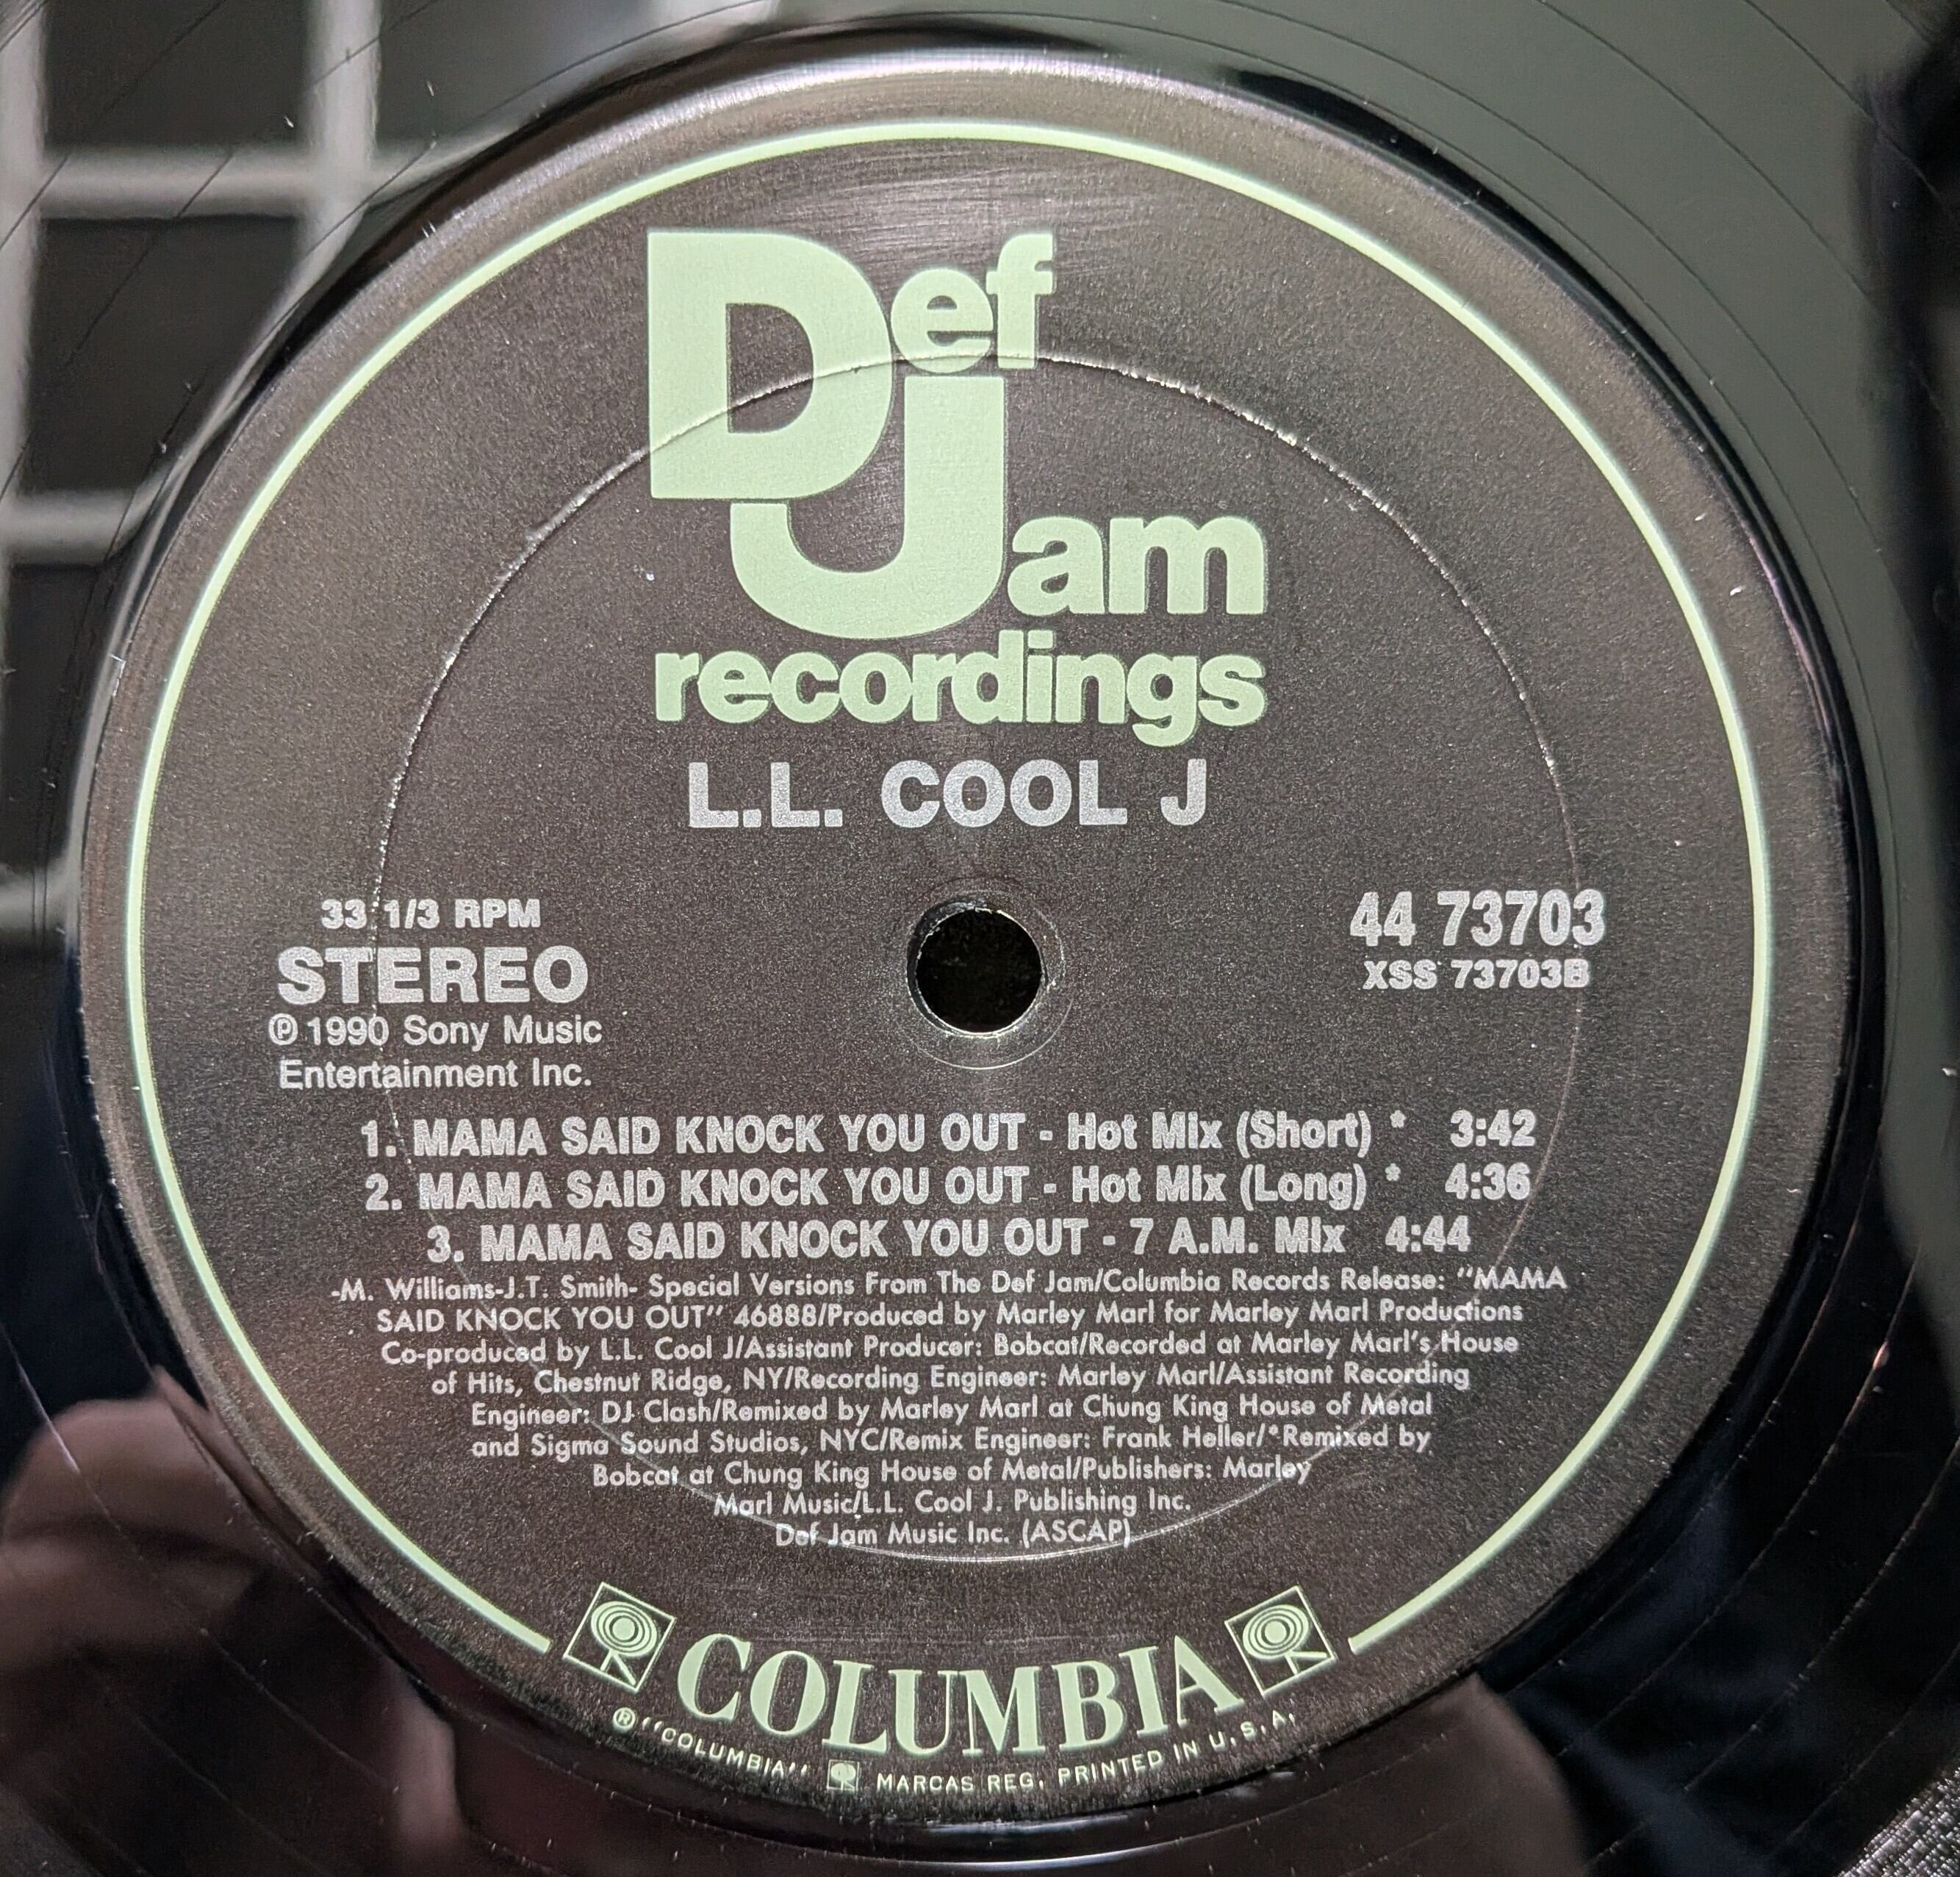 Def
Jam
recordings
L.L. COOL J
33 1/3 RPM
STEREO
Ⓟ 1990 Sony Music
Entertainment Inc.
44 73703
XSS 73703B
1. MAMA SAID KNOCK YOU OUT - Hot Mix (Short) * 3:42
2. MAMA SAID KNOCK YOU OUT - Hot Mix (Long) * 4:36
3. MAMA SAID KNOCK YOU OUT - 7 A.M. Mix 4:44
-M. Williams-J.T. Smith- Special Versions From The Def Jam/Columbia Records Release: "MAMA
SAID KNOCK YOU OUT" 46888/Produced by Marley Marl for Marley Marl Productions
Co-produced by L.L. Cool J/Assistant Producer: Bobcat/Recorded at Marley Marl's House
of Hits, Chestnut Ridge, NY/Recording Engineer: Marley Marl/Assistant Recording
Engineer: DJ Clash/Remixed by Marley Marl at Chung King House of Metal
and Sigma Sound Studios, NYC/Remix Engineer: Frank Heller/*Remixed by
Bobcat at Chung King House of Metal/Publishers: Marley
Marl Music/L.L. Cool J. Publishing Inc.
Def Jam Music Inc. (ASCAP)
COLUMBIA
® "COLUMBIA" MARCAS REG. PRINTED IN U.S.A.